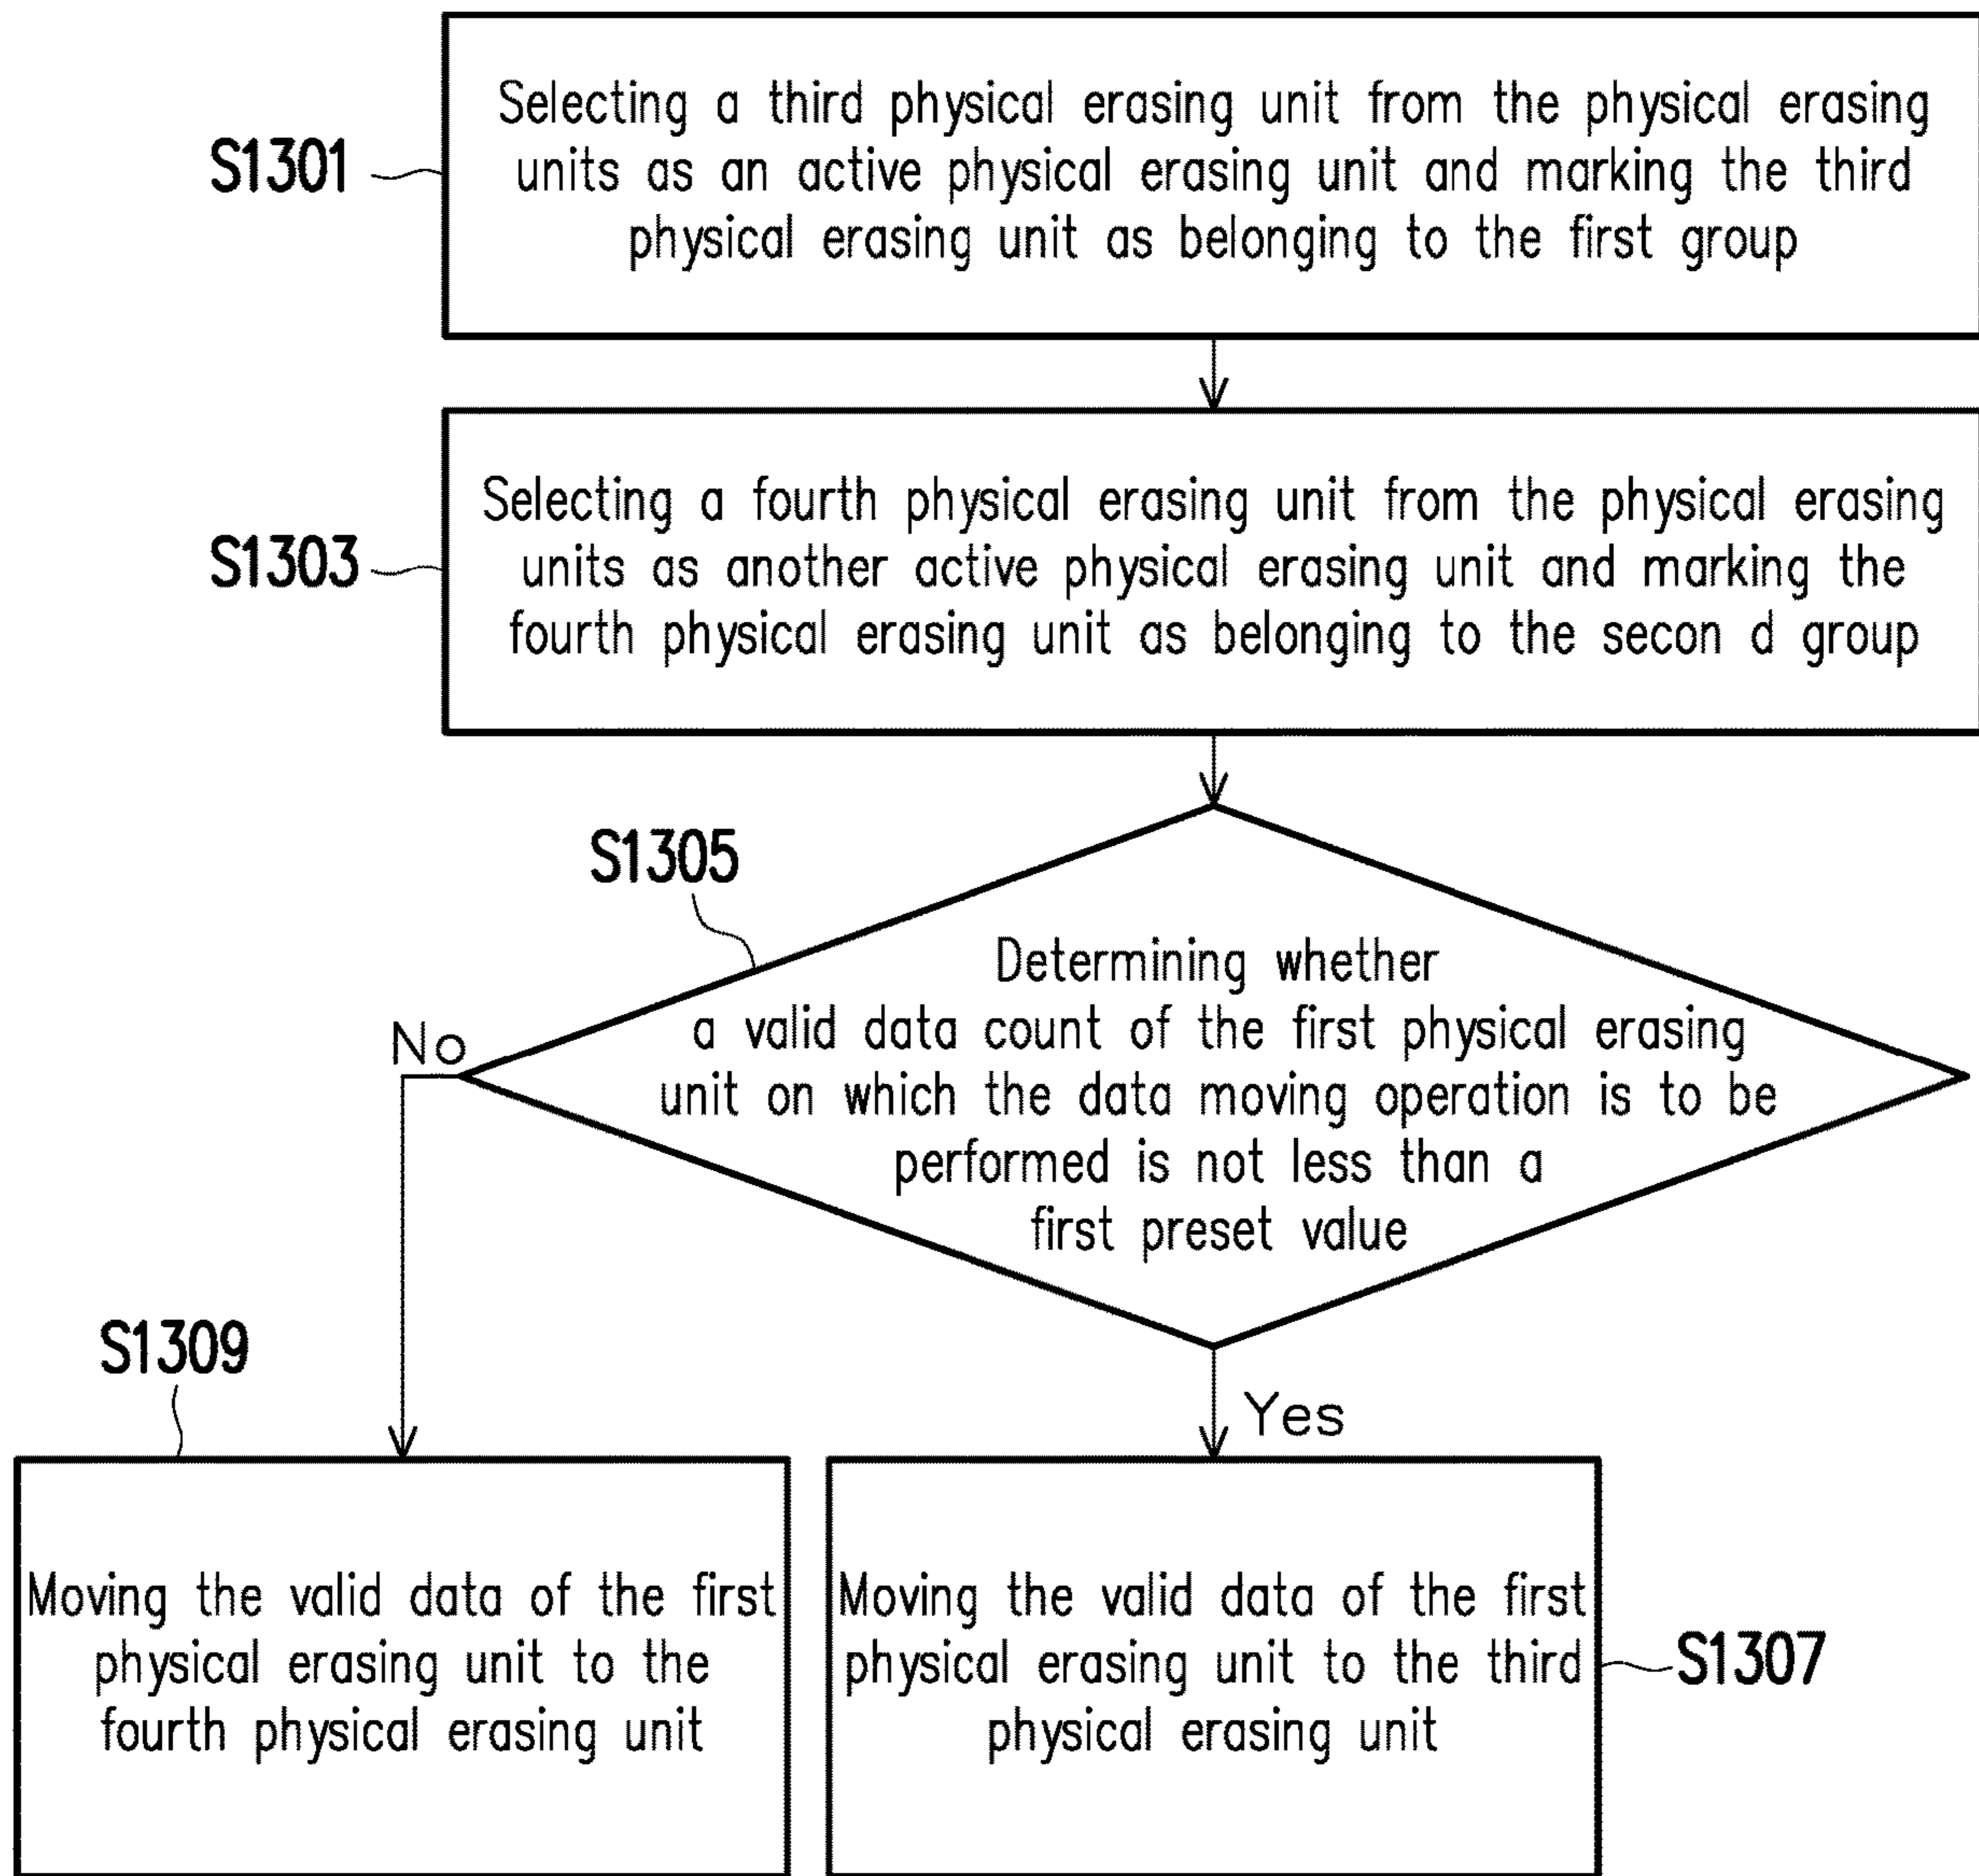 S1301
Selecting a third physical erasing unit from the physical erasing
units as an active physical erasing unit and marking the third
physical erasing unit as belonging to the first group
S1303
Selecting a fourth physical erasing unit from the physical erasing
units as another active physical erasing unit and marking the
fourth physical erasing unit as belonging to the secon d group
S1305
Determining whether
a valid data count of the first physical erasing
unit on which the data moving operation is to be
performed is not less than a
first preset value
No
Yes
S1309
Moving the valid data of the first
physical erasing unit to the
fourth physical erasing unit
Moving the valid data of the first
physical erasing unit to the third
physical erasing unit
S1307